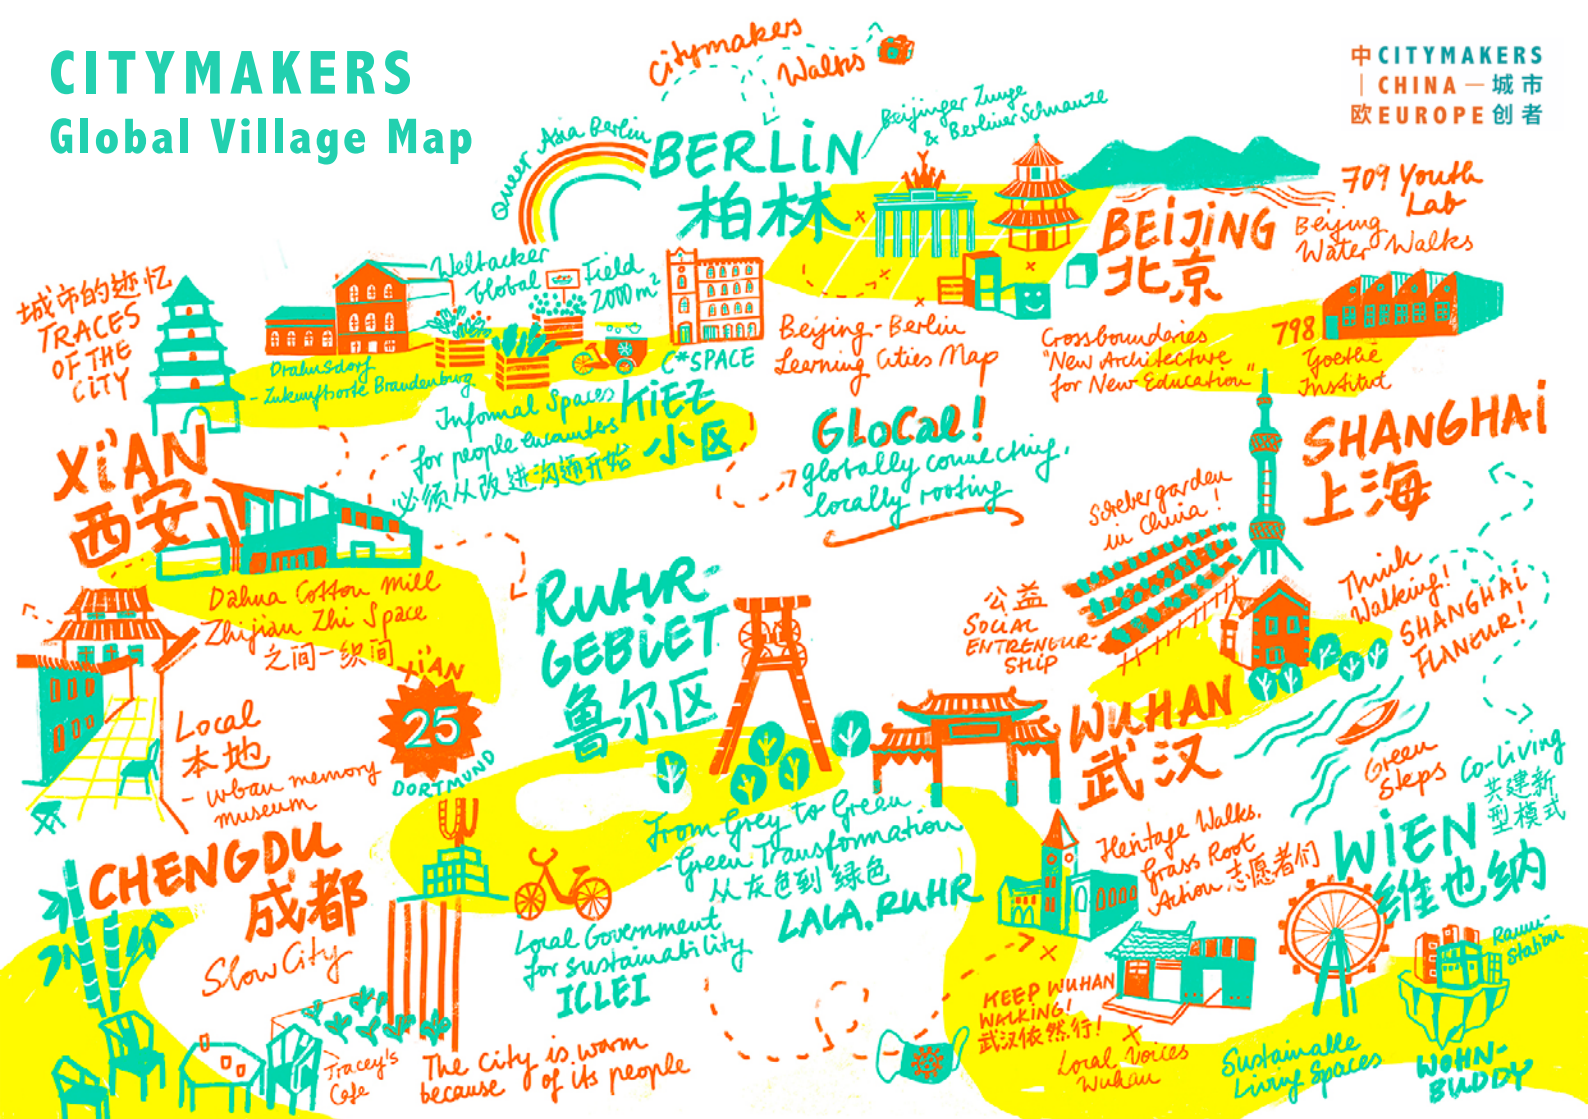 CITYMAKERS
Global Village Map
Citymakers
Walks
中CITYMAKERS
| CHINA — 城市
欧EUROPE创者
Queer Asia Berlin
BERLiN
柏林
Beijinger Zunge
& Berliner Schnauze
BEiJiNG
北京
709 Youth
Lab
Beijing
Water Walks
城市的迹忆
TRACES
OF THE
CiTY
Weltacker
Global Field
2000 m²
Drahnsdorf
- Zukunftsorte Brandenburg
C*SPACE
Beijing-Berlin
Learning Cities Map
Crossboundaries
"New Architecture
for New Education"
798
Goethe
Institut
KiEZ
小区
Informal Spaces
for people encounters
必须从改进沟通开始
GLoCal!
globally connecting,
locally rooting
XI'AN
西安
SHANGHAi
上海
Schrebergarden
in China!
Dahua Cotton Mill
Zhijian Zhi Space
之间一织间
RUHR-
GEBiET
鲁尔区
公益
SOCIAL
ENTRENEUR-
SHIP
Think
Walking!
SHANGHAI
FLANEUR!
XI'AN
25
DORTMUND
Local
本地
- urban memory
museum
WUHAN
武汉
Green
Steps
Co-Living
共建新
型模式
From Grey to Green
- Green Transformation
从灰色到绿色
LALA.RUHR
Heritage Walks.
Grass Root
Action 志愿者们
WiEN
维也纳
CHENGDU
成都
Slow City
Local Government
for sustainability
ICLEI
KEEP WUHAN
WALKING!
武汉依然行!
Local Voices
Wuhan
Raum-
Station
Sustainable
Living Spaces
WOHN-
BUDDY
Tracey's
Cafe
The City is warm
because of its people